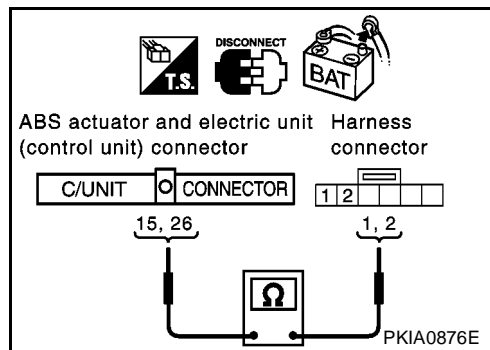 T.S.
DISCONNECT
BAT
ABS actuator and electric unit
(control unit) connector
Harness
connector
C/UNIT
CONNECTOR
1 2
15, 26
1, 2
Ω
PKIA0876E